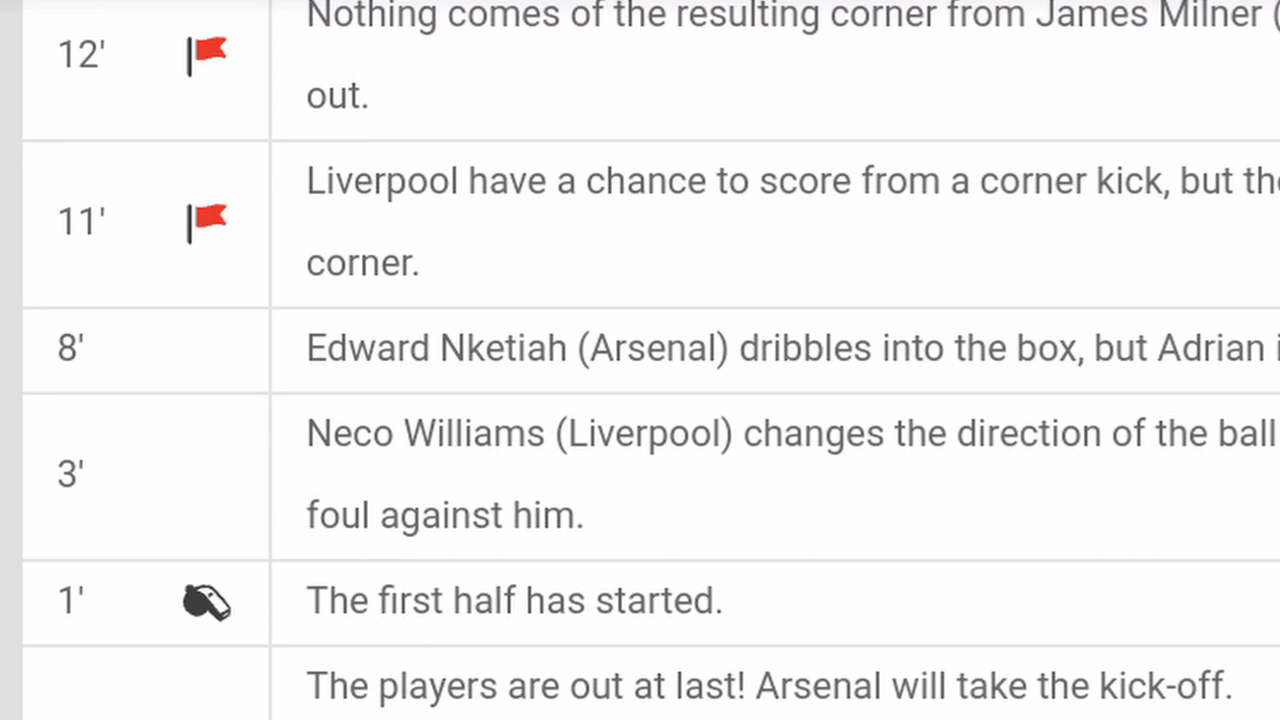 Nothing comes of the resulting corner from James Milner (
12'
out.
Liverpool have a chance to score from a corner kick, but
11'
corner.
8'
Edward Nketiah (Arsenal) dribbles into the box, but Adrian
Neco Williams (Liverpool) changes the direction of the ball
3'
foul against him.
1'
The first half has started.
The players are out at last! Arsenal will take the kick-off.